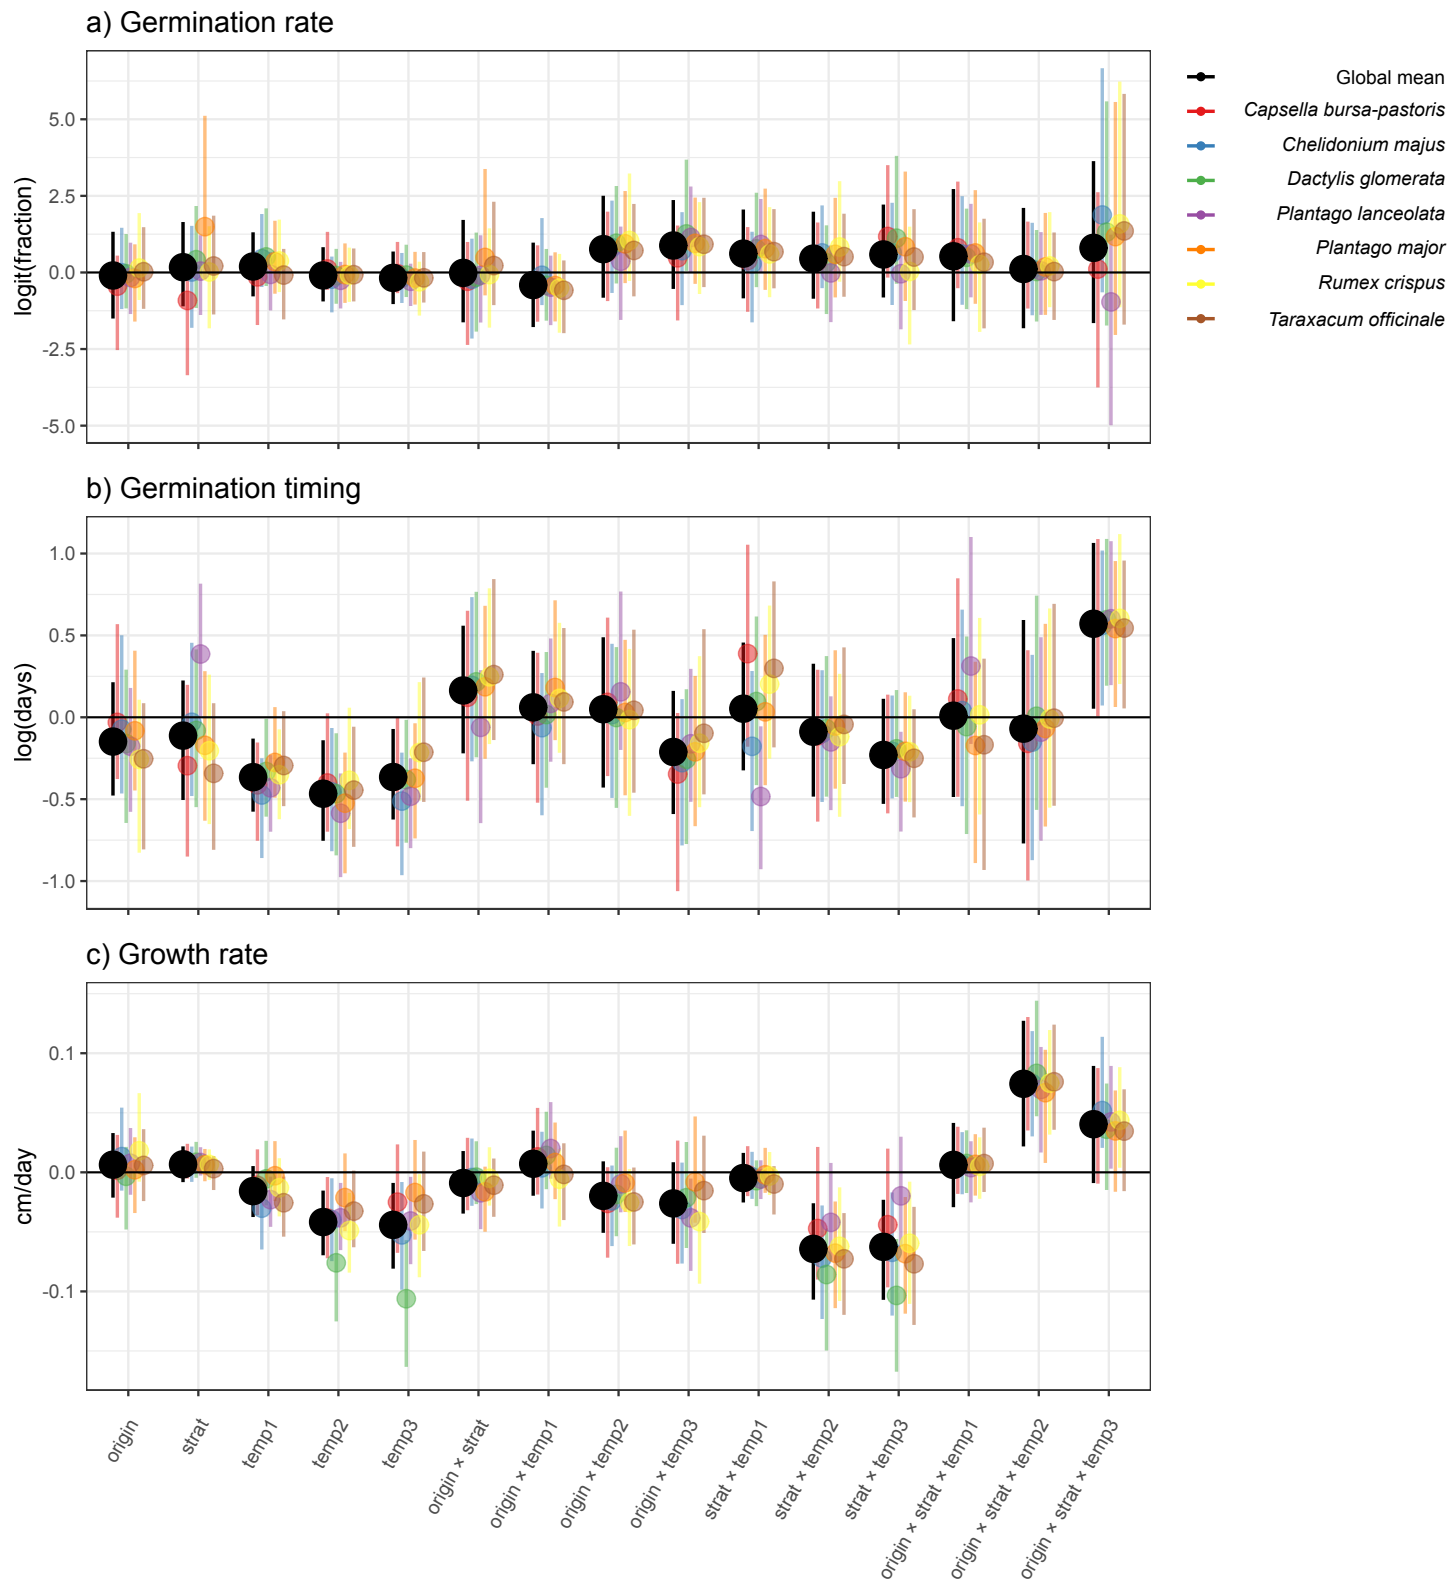 a) Germination rate
logit(fraction)
5.0
2.5
0.0
-2.5
-5.0
Global mean
Capsella bursa-pastoris
Chelidonium majus
Dactylis glomerata
Plantago lanceolata
Plantago major
Rumex crispus
Taraxacum officinale
b) Germination timing
log(days)
1.0
0.5
0.0
-0.5
-1.0
c) Growth rate
cm/day
0.1
0.0
-0.1
origin
strat
temp1
temp2
temp3
origin × strat
origin × temp1
origin × temp2
origin × temp3
strat × temp1
strat × temp2
strat × temp3
origin × strat × temp1
origin × strat × temp2
origin × strat × temp3